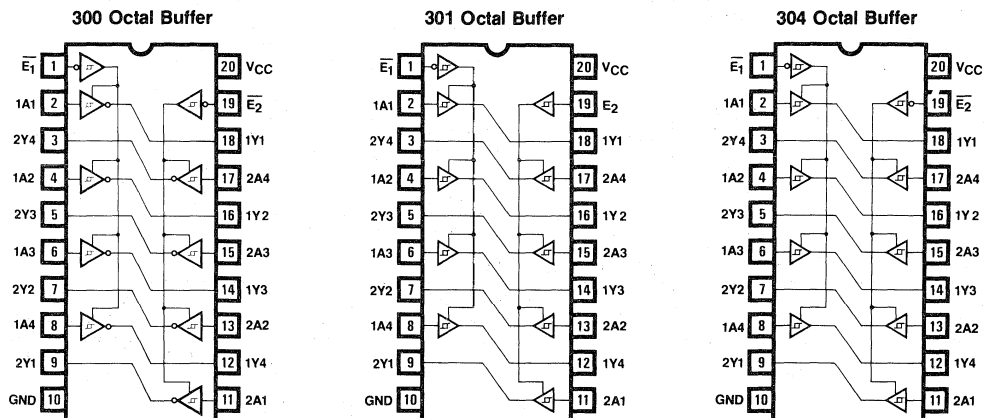 300 Octal Buffer
E̅₁ 1 20 VCC
1A1 2 19 E̅₂
2Y4 3 18 1Y1
1A2 4 17 2A4
2Y3 5 16 1Y2
1A3 6 15 2A3
2Y2 7 14 1Y3
1A4 8 13 2A2
2Y1 9 12 1Y4
GND 10 11 2A1
301 Octal Buffer
E̅₁ 1 20 VCC
1A1 2 19 E₂
2Y4 3 18 1Y1
1A2 4 17 2A4
2Y3 5 16 1Y2
1A3 6 15 2A3
2Y2 7 14 1Y3
1A4 8 13 2A2
2Y1 9 12 1Y4
GND 10 11 2A1
304 Octal Buffer
E̅₁ 1 20 VCC
1A1 2 19 E̅₂
2Y4 3 18 1Y1
1A2 4 17 2A4
2Y3 5 16 1Y2
1A3 6 15 2A3
2Y2 7 14 1Y3
1A4 8 13 2A2
2Y1 9 12 1Y4
GND 10 11 2A1